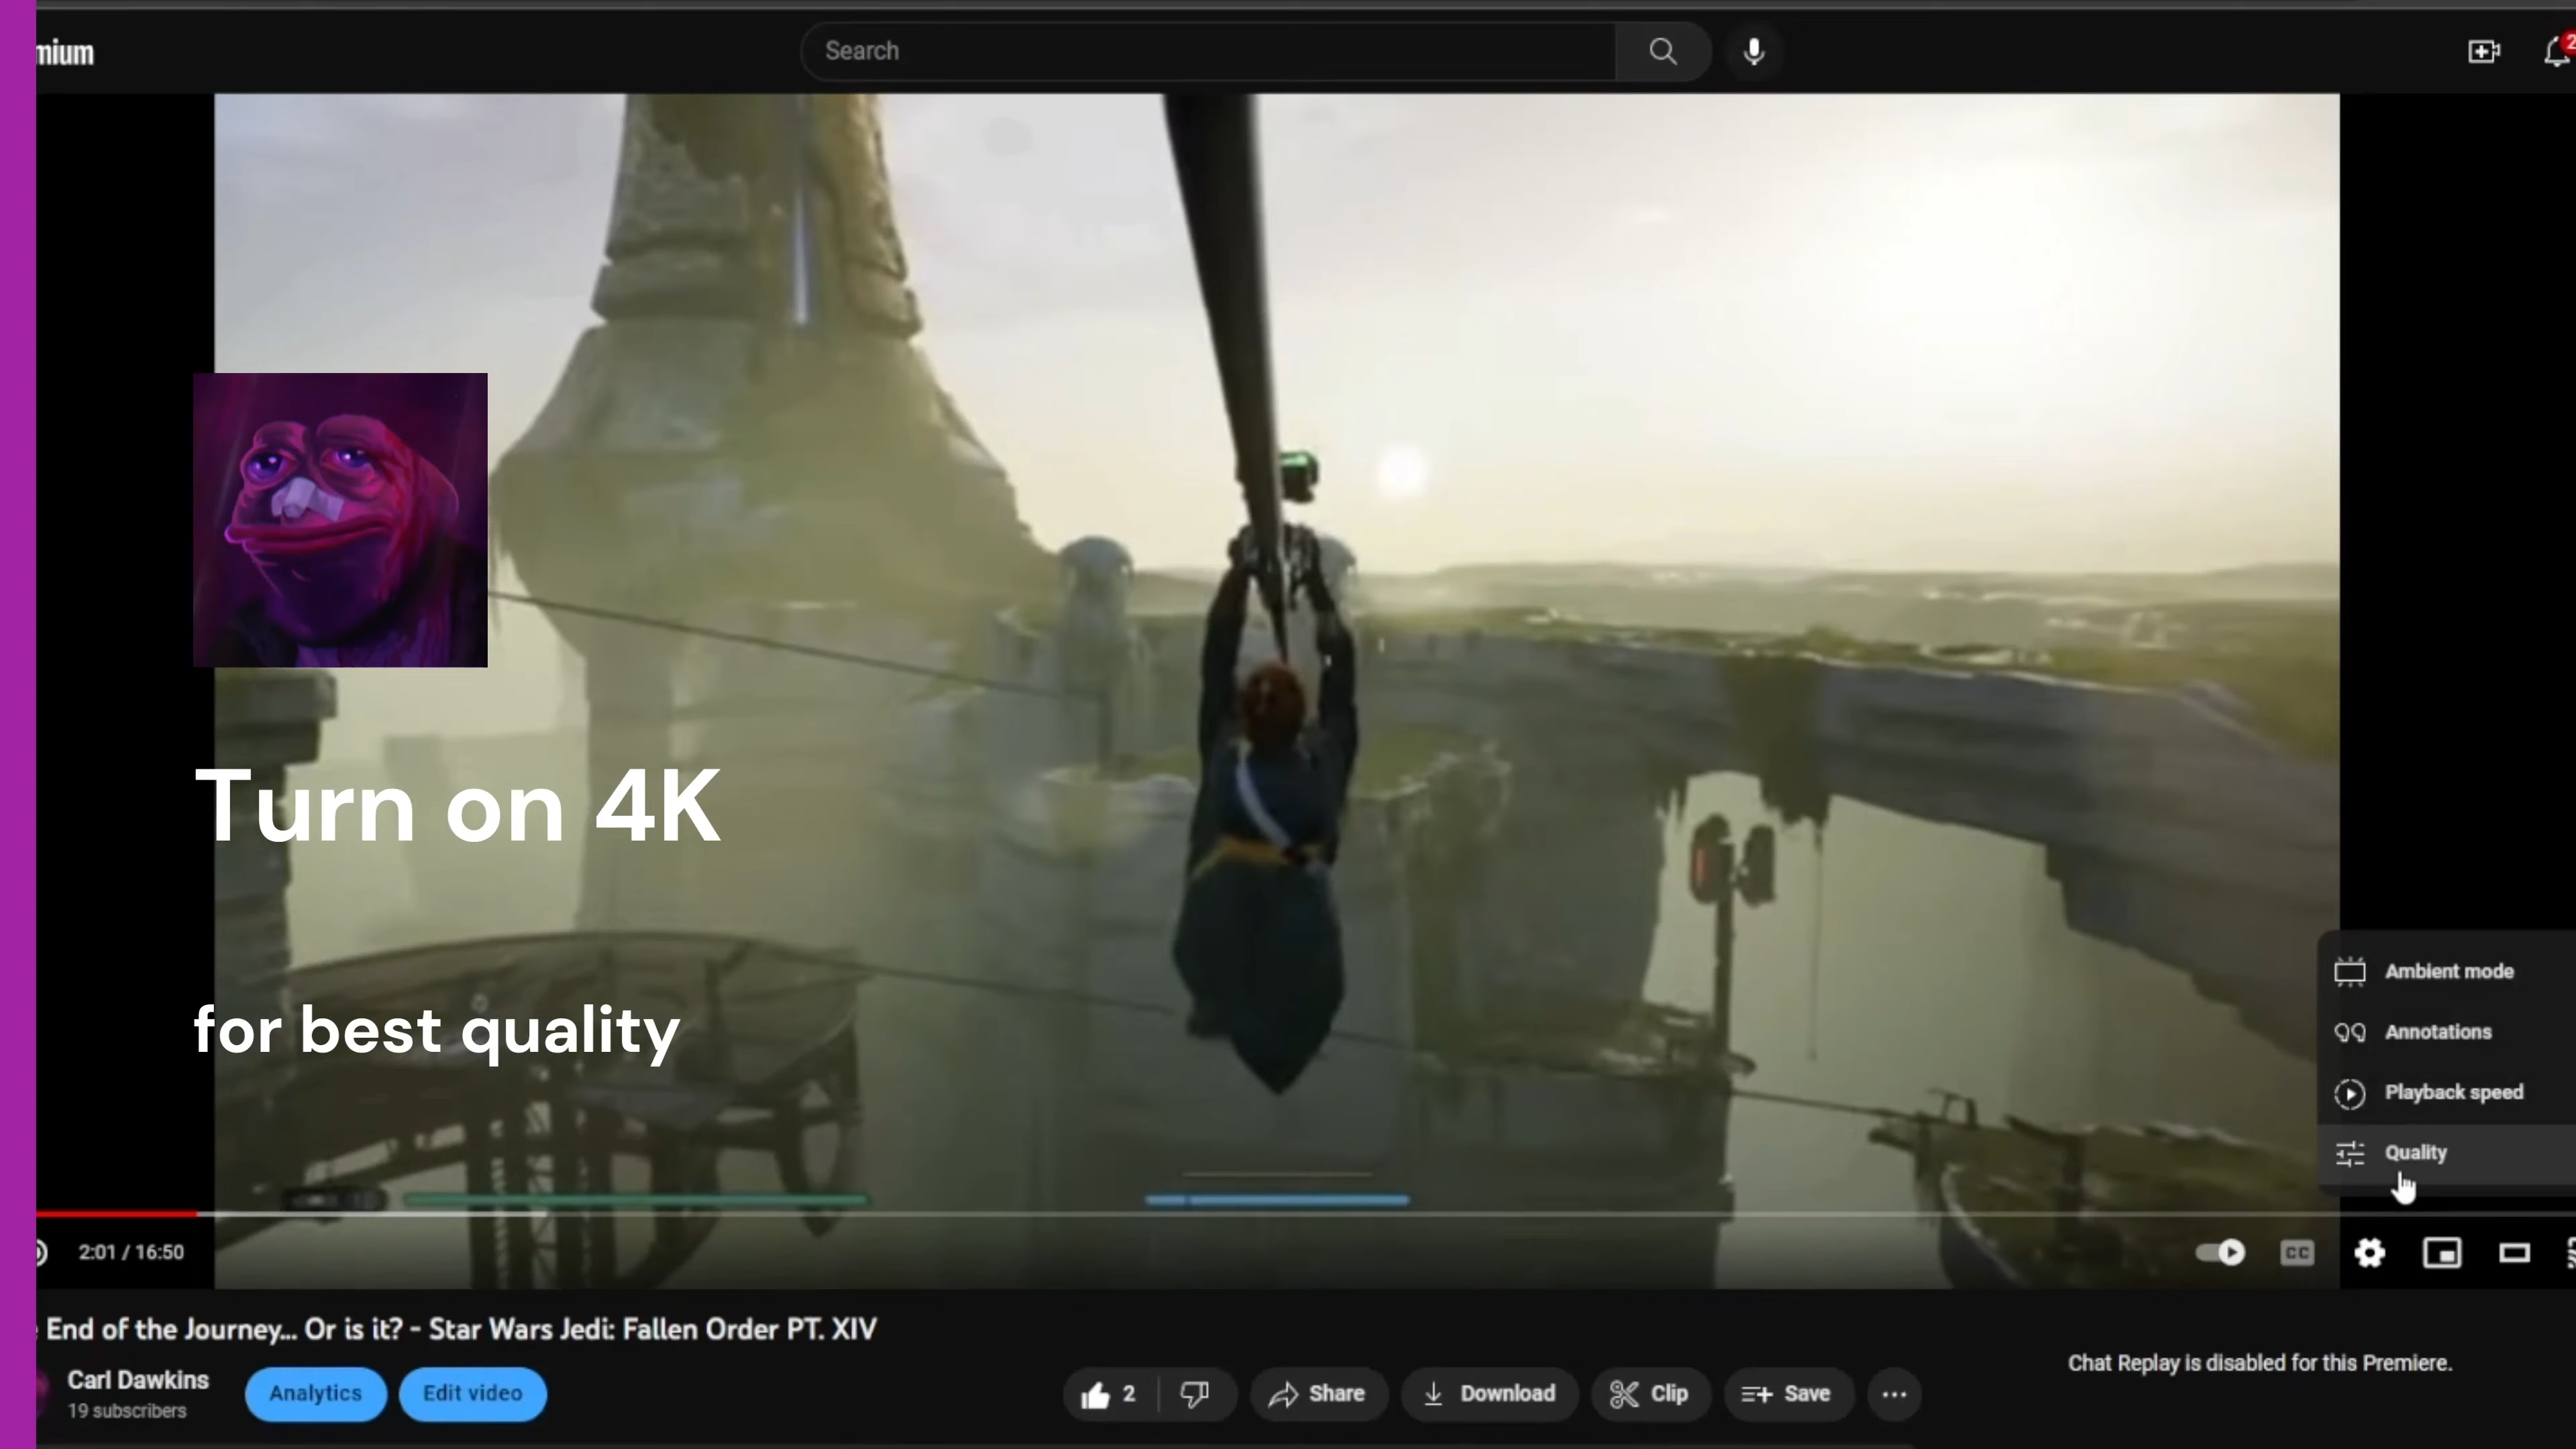 mium
Search
2
Turn on 4K
for best quality
Ambient mode
Annotations
Playback speed
Quality
2:01 / 16:50
CC
End of the Journey... Or is it? - Star Wars Jedi: Fallen Order PT. XIV
Carl Dawkins
19 subscribers
Analytics
Edit video
2
Share
Download
Clip
Save
Chat Replay is disabled for this Premiere.